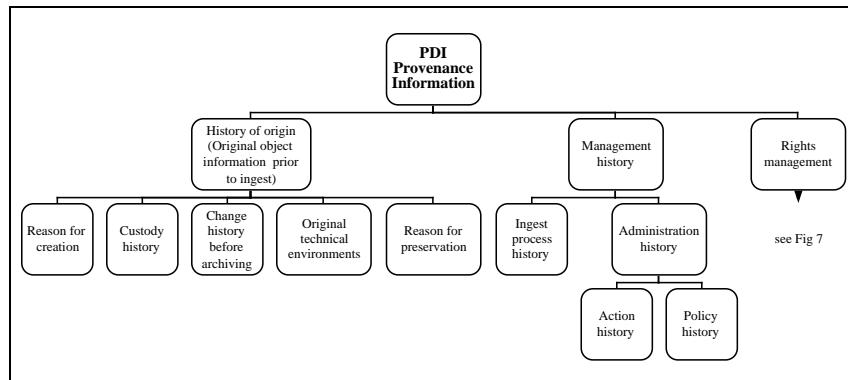 PDI
Provenance
Information
History of origin
(Original object
information prior
to ingest)
Management
history
Rights
management
Reason for
creation
Custody
history
Change
history
before
archiving
Original
technical
environments
Reason for
preservation
Ingest
process
history
Administration
history
see Fig 7
Action
history
Policy
history